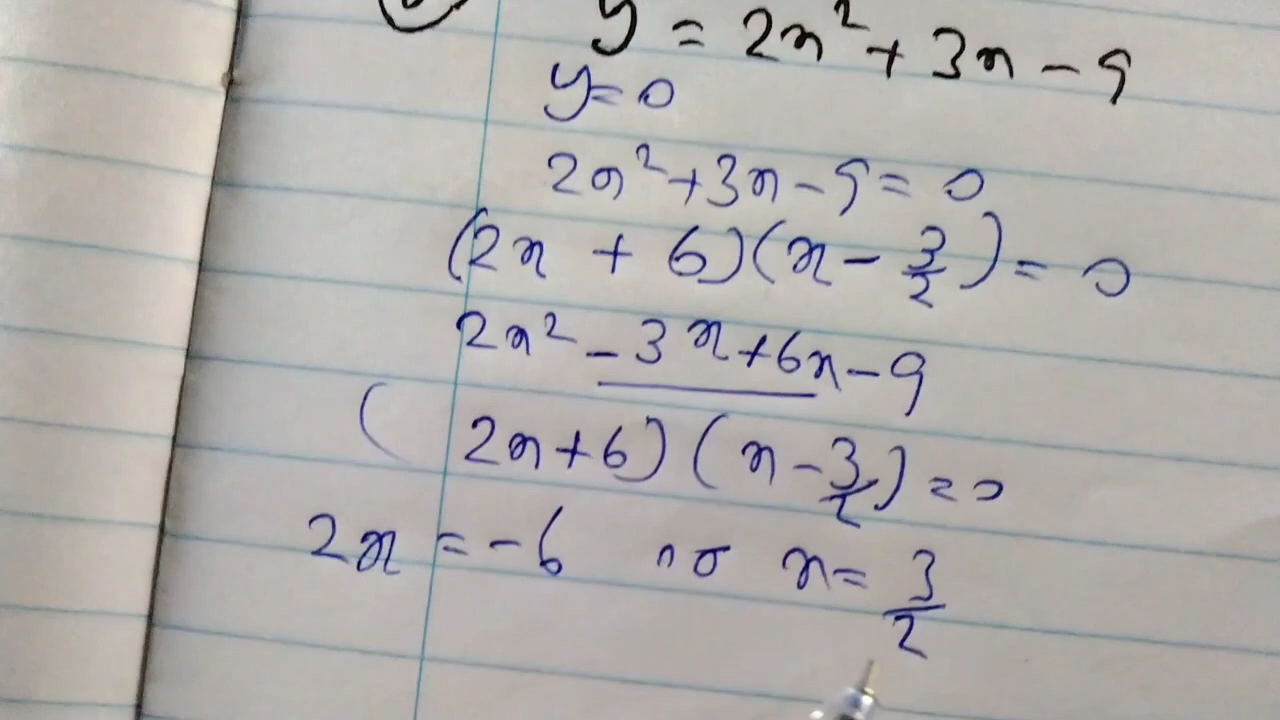 y = 2x² + 3x - 9
y = 0
2x² + 3x - 9 = 0
(2x + 6)(x - 3/2) = 0
2x² - 3x + 6x - 9
(2x + 6)(x - 3/2) = 0
2x = -6 x = 3/2